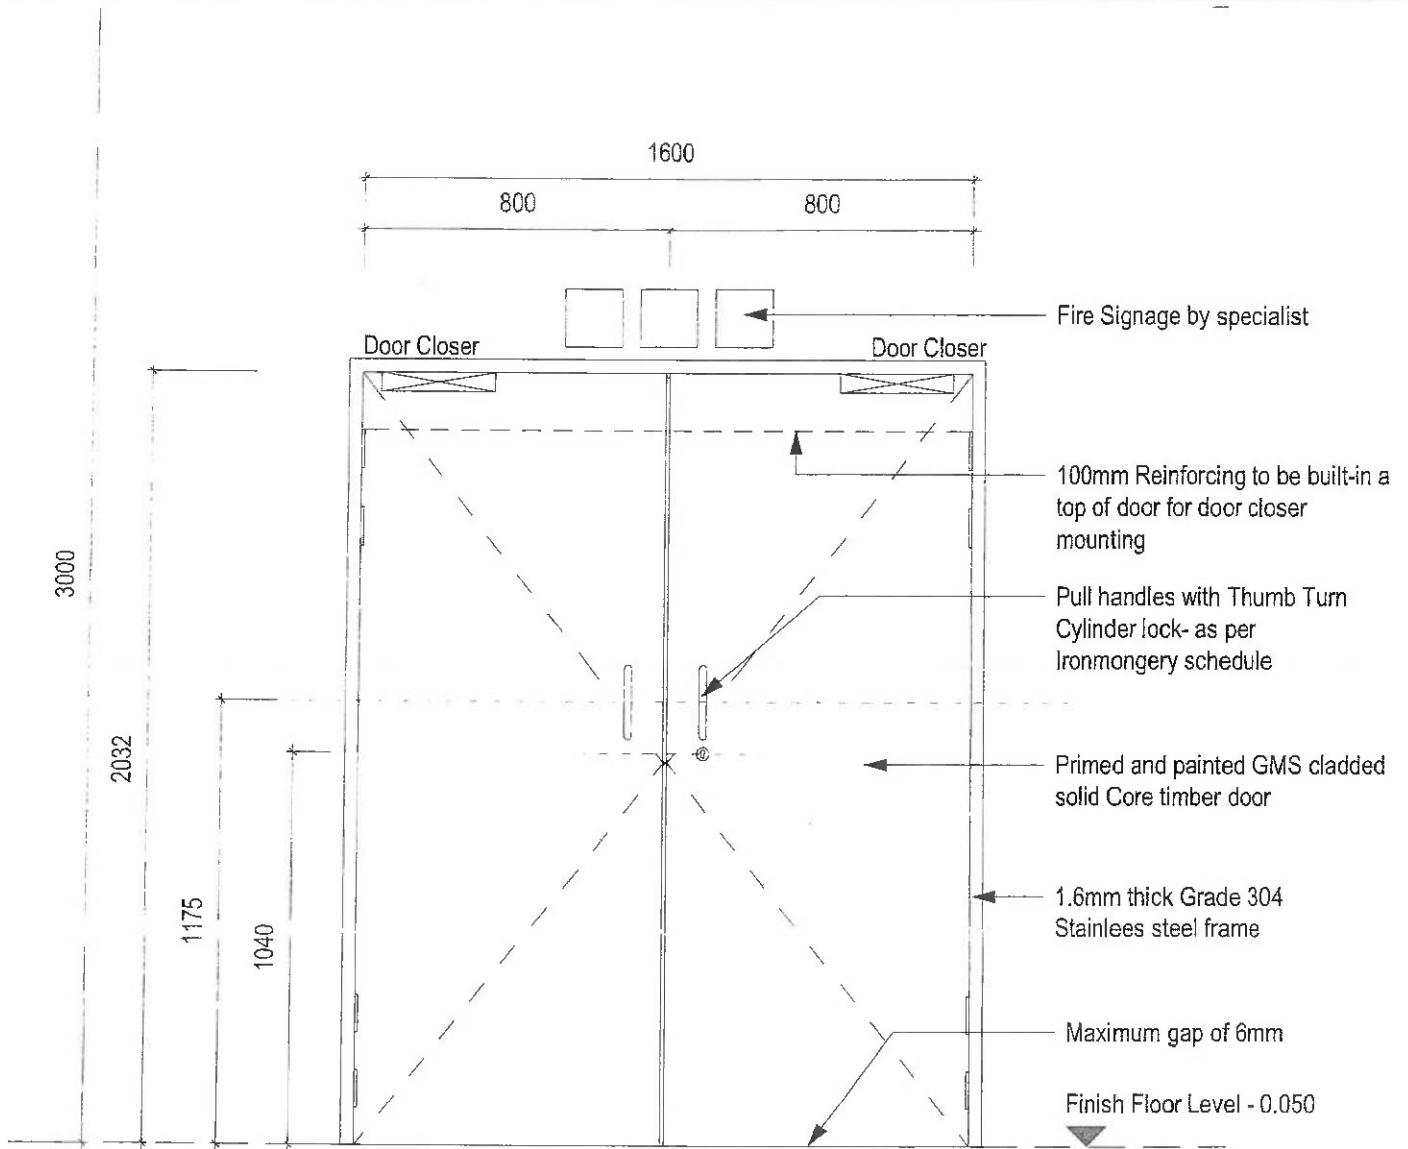 1600
800
800
Fire Signage by specialist
Door Closer
Door Closer
100mm Reinforcing to be built-in a
top of door for door closer
mounting
3000
Pull handles with Thumb Turn
Cylinder lock- as per
Ironmongery schedule
2032
Primed and painted GMS cladded
solid Core timber door
1175
1040
1.6mm thick Grade 304
Stainlees steel frame
Maximum gap of 6mm
Finish Floor Level - 0.050